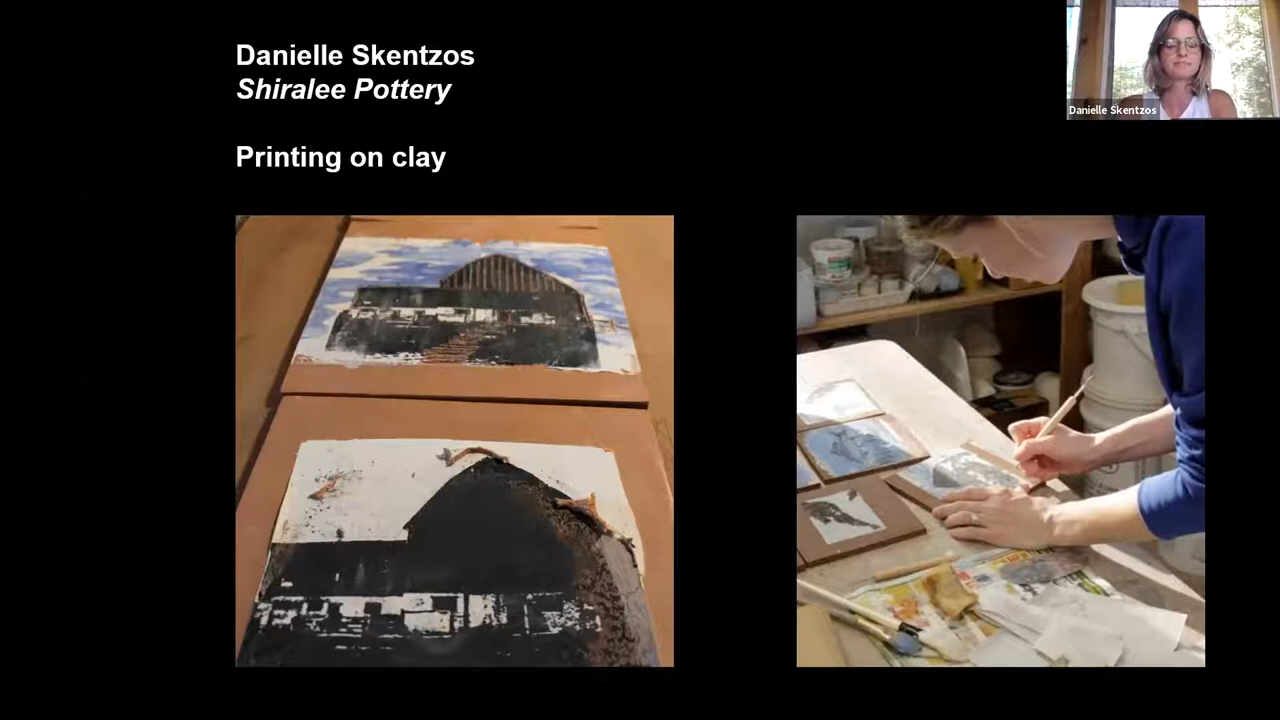 Danielle Skentzos
Shiralee Pottery
Printing on clay
Danielle Skentzos